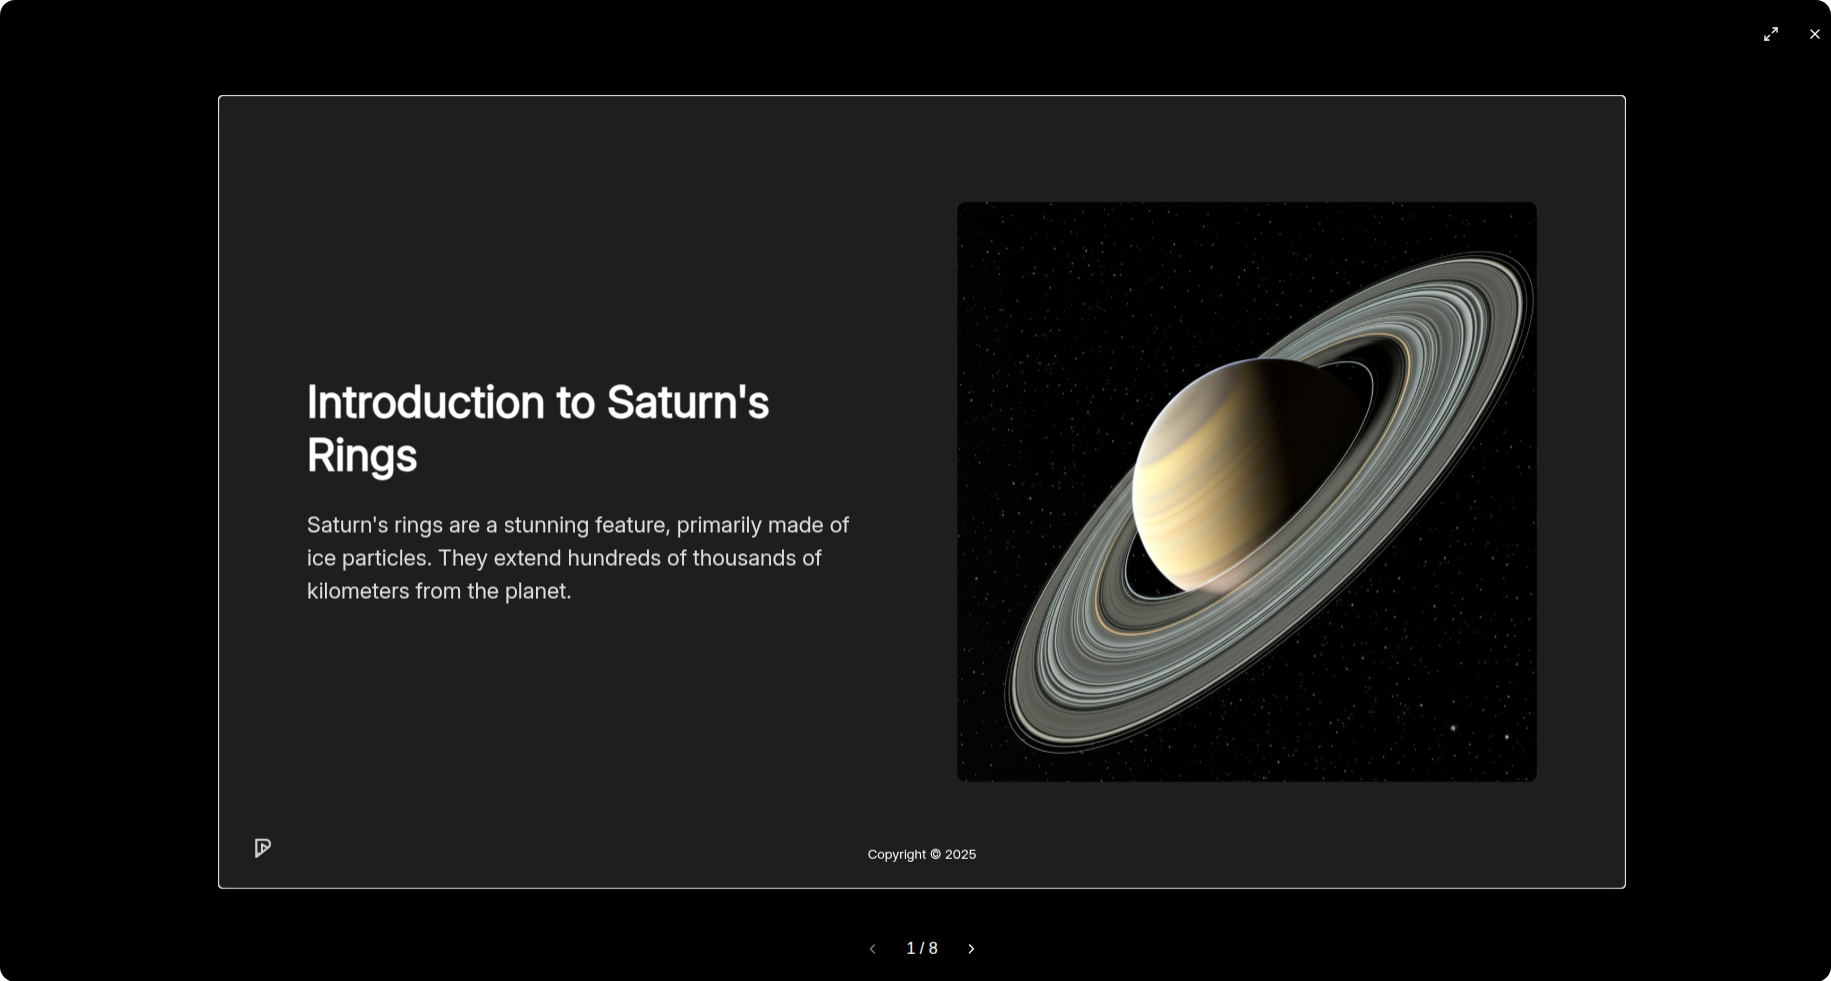 Introduction to Saturn's
Rings
Saturn's rings are a stunning feature, primarily made of
ice particles. They extend hundreds of thousands of
kilometers from the planet.
Copyright © 2025
1 / 8